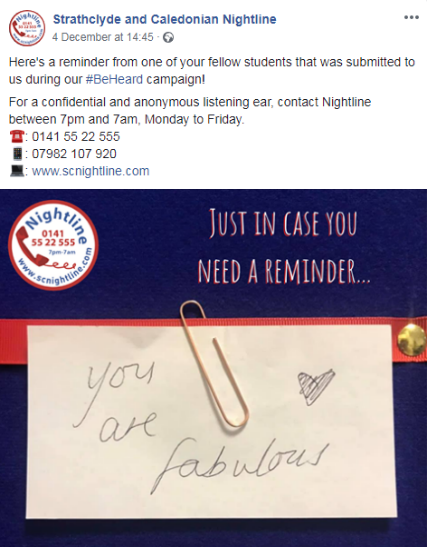 Strathclyde and Caledonian Nightline
4 December at 14:45 ·
Here's a reminder from one of your fellow students that was submitted to
us during our #BeHeard campaign!
For a confidential and anonymous listening ear, contact Nightline
between 7pm and 7am, Monday to Friday.
☎️: 0141 55 22 555
📱: 07982 107 920
💻: www.scnightline.com
Nightline
0141
55 22 555
7pm-7am
www.scnightline.com
JUST IN CASE YOU
NEED A REMINDER...
you
are
fabulous